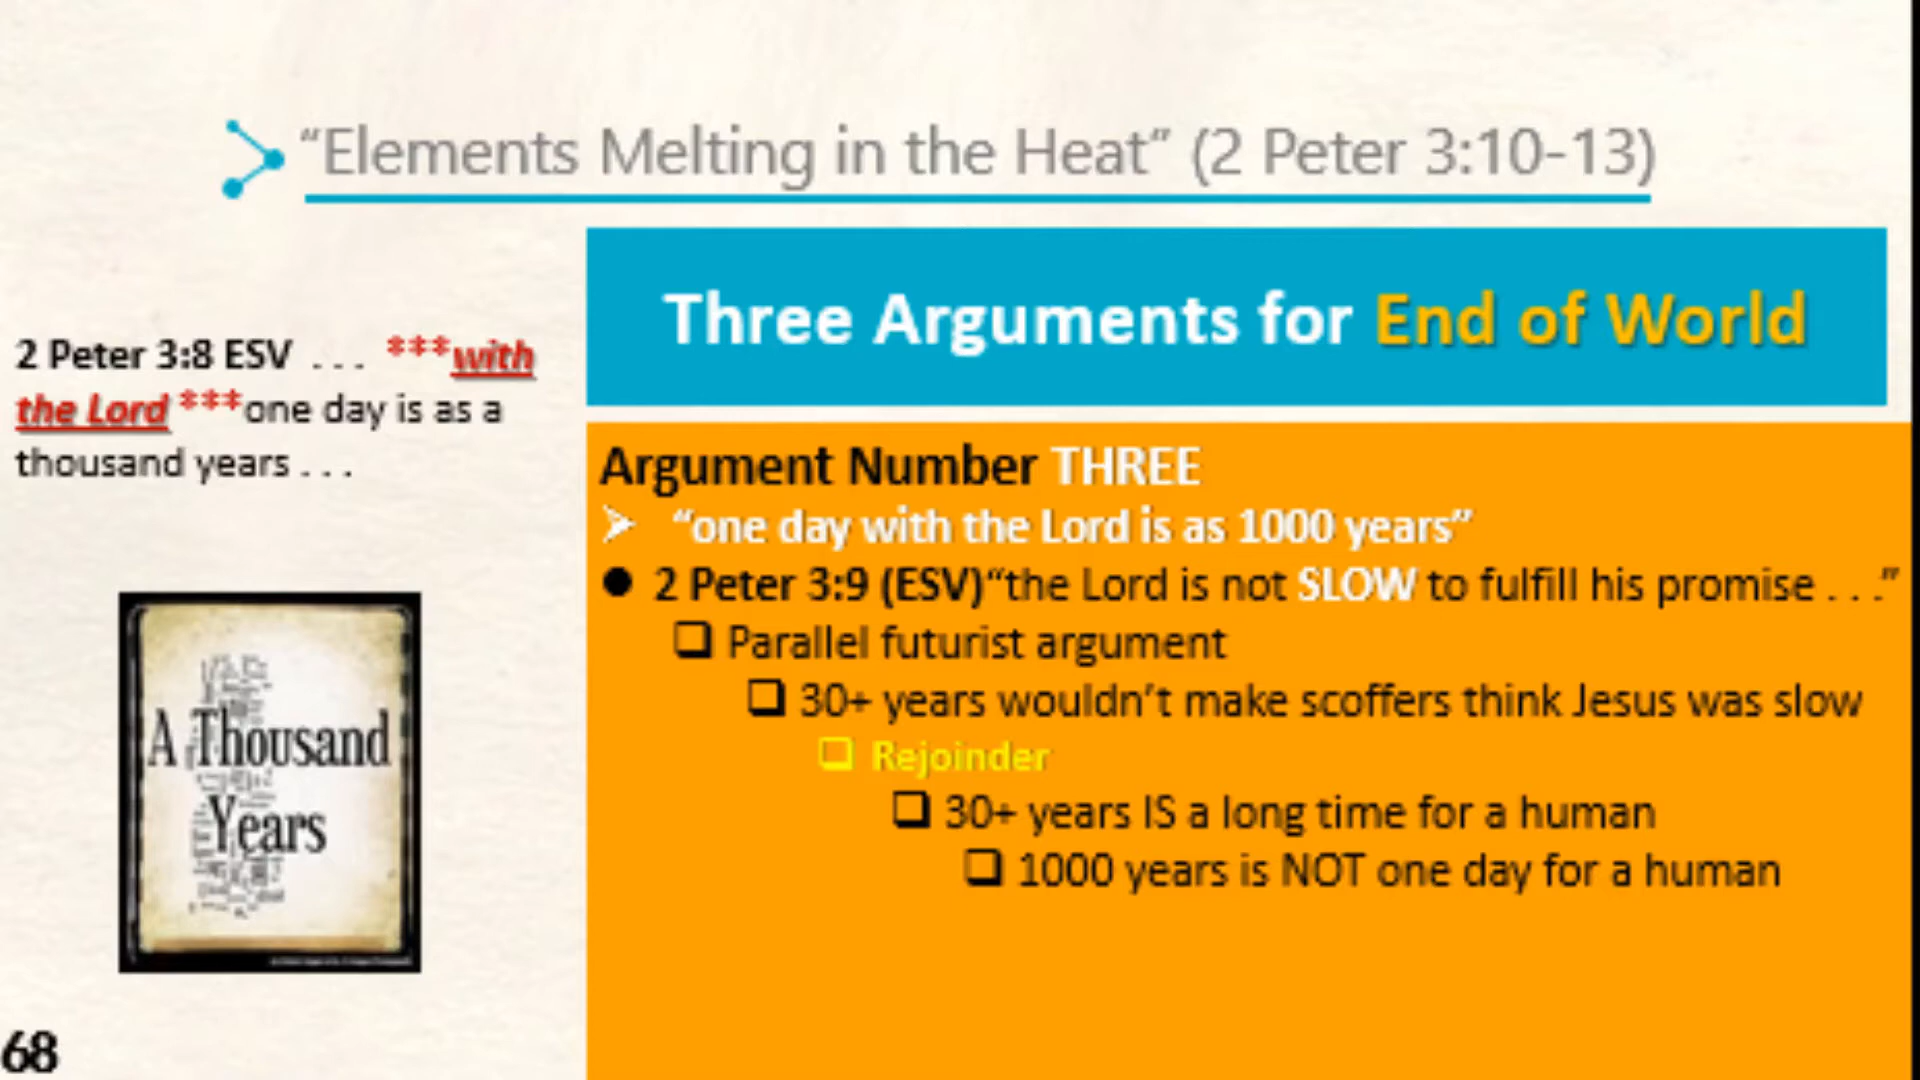 “Elements Melting in the Heat” (2 Peter 3:10-13)
Three Arguments for End of World
2 Peter 3:8 ESV . . . ***with
the Lord ***one day is as a
thousand years . . .
Argument Number THREE
“one day with the Lord is as 1000 years”
2 Peter 3:9 (ESV)“the Lord is not SLOW to fulfill his promise . . .”
Parallel futurist argument
30+ years wouldn’t make scoffers think Jesus was slow
Rejoinder
30+ years IS a long time for a human
1000 years is NOT one day for a human
A Thousand
Years
68